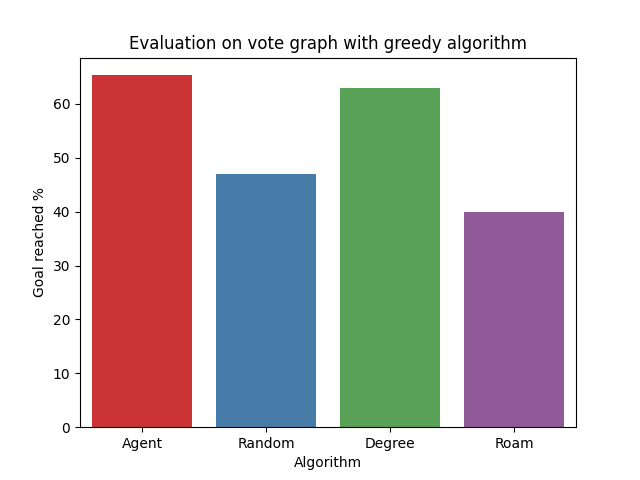 Evaluation on vote graph with greedy algorithm
Goal reached %
60
50
40
30
20
10
0
Agent
Random
Degree
Roam
Algorithm